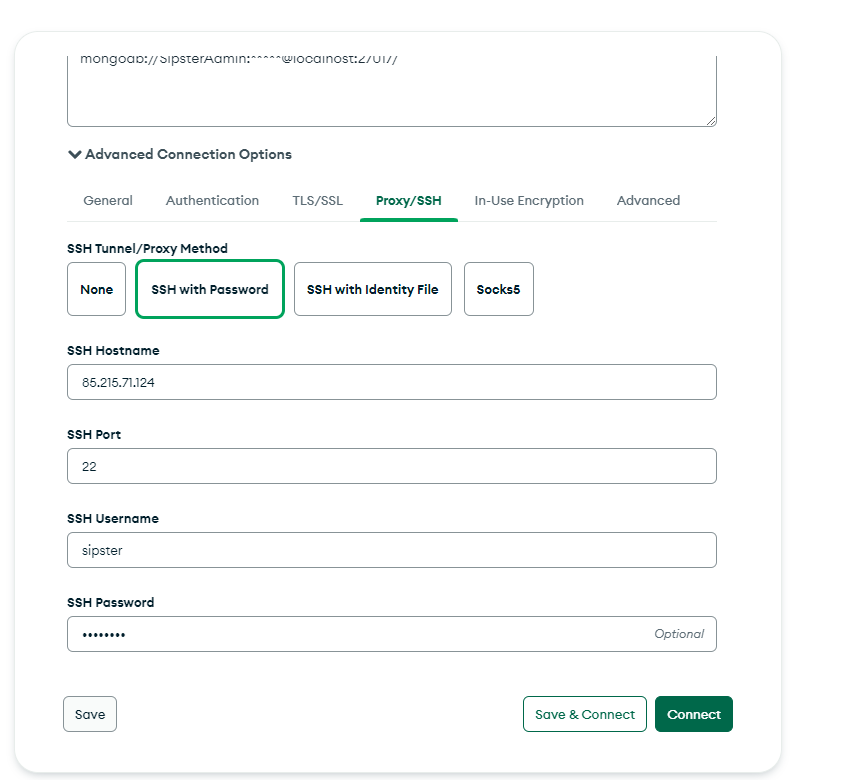 mongodb://SipsterAdmin:*****@localhost:27017/
Advanced Connection Options
General Authentication TLS/SSL Proxy/SSH In-Use Encryption Advanced
SSH Tunnel/Proxy Method
None SSH with Password SSH with Identity File Socks5
SSH Hostname
85.215.71.124
SSH Port
22
SSH Username
sipster
SSH Password
•••••••• Optional
Save Save & Connect Connect